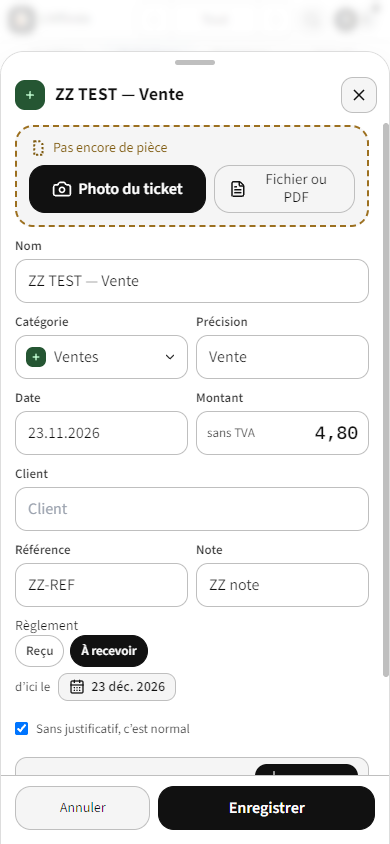 ZZ TEST — Vente
Pas encore de pièce
Photo du ticket
Fichier ou
PDF
Nom
ZZ TEST — Vente
Catégorie
Précision
Ventes
Vente
Date
Montant
23.11.2026
sans TVA
4,80
Client
Client
Référence
Note
ZZ-REF
ZZ note
Règlement
Reçu
À recevoir
d'ici le
23 déc. 2026
Sans justificatif, c'est normal
Annuler
Enregistrer